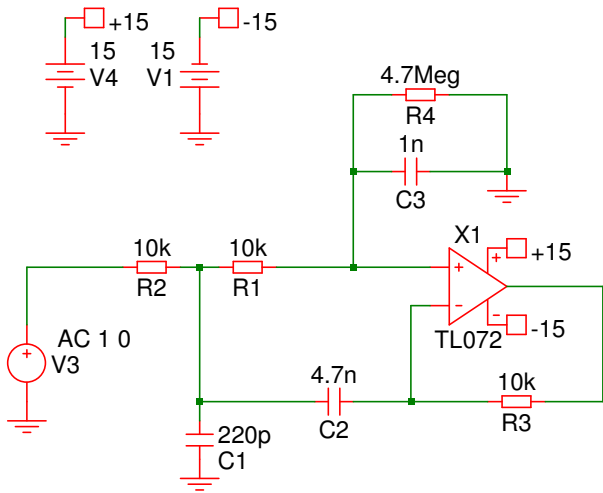 +15
-15
15
V4
15
V1
4.7Meg
R4
1n
C3
X1
+
+15
+
10k
R2
10k
R1
-
-
-15
TL072
AC 1 0
V3
+
4.7n
C2
10k
R3
220p
C1